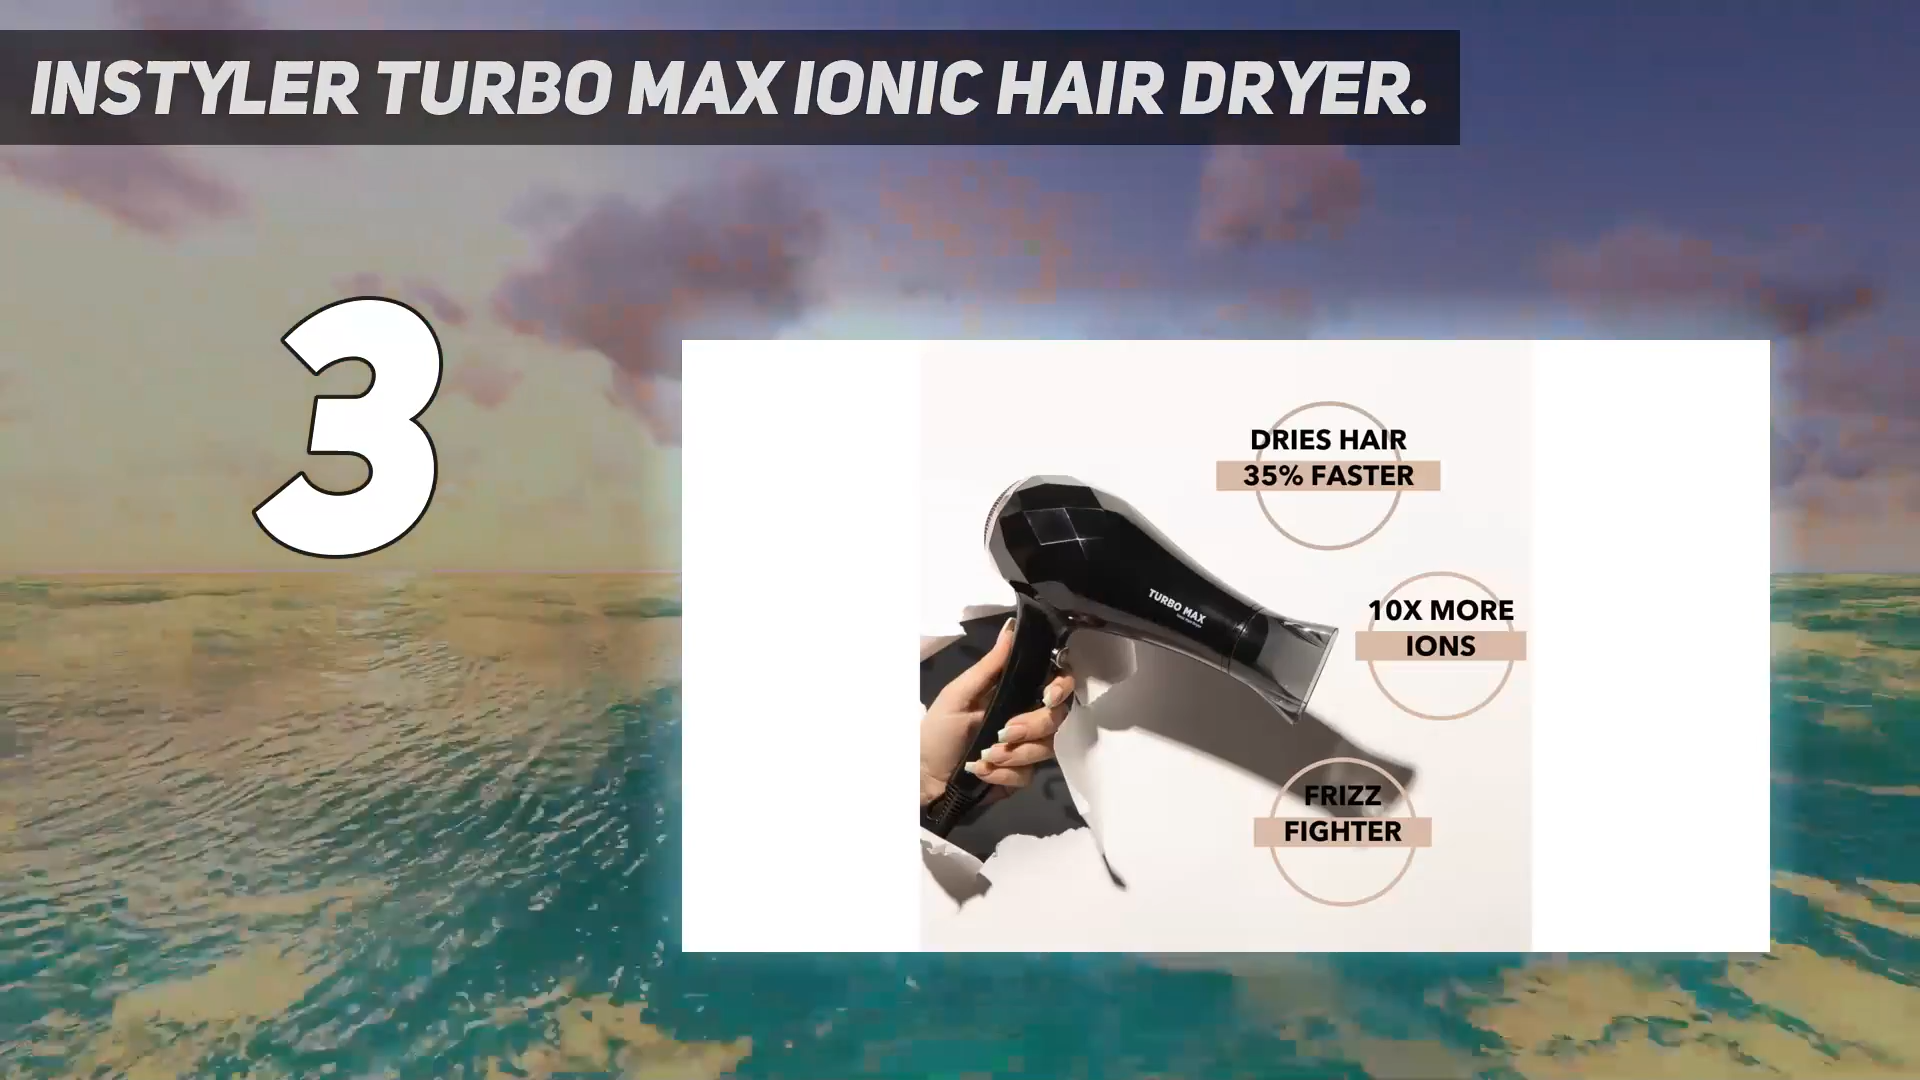 INSTYLER TURBO MAX IONIC HAIR DRYER.
3
DRIES HAIR
35% FASTER
TURBO MAX
10X MORE
IONS
FRIZZ
FIGHTER